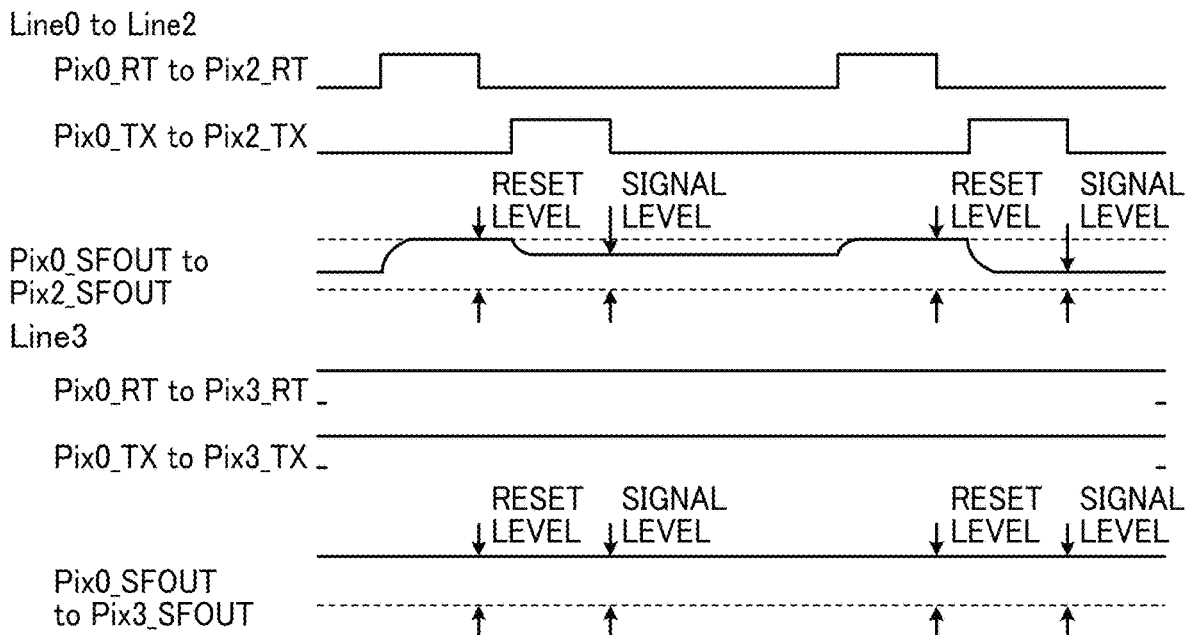 Line0 to Line2
Pix0_RT to Pix2_RT
Pix0_TX to Pix2_TX
RESET LEVEL
SIGNAL LEVEL
RESET LEVEL
SIGNAL LEVEL
Pix0_SFOUT to
Pix2_SFOUT
Line3
Pix0_RT to Pix3_RT
Pix0_TX to Pix3_TX
RESET LEVEL
SIGNAL LEVEL
RESET LEVEL
SIGNAL LEVEL
Pix0_SFOUT
to Pix3_SFOUT